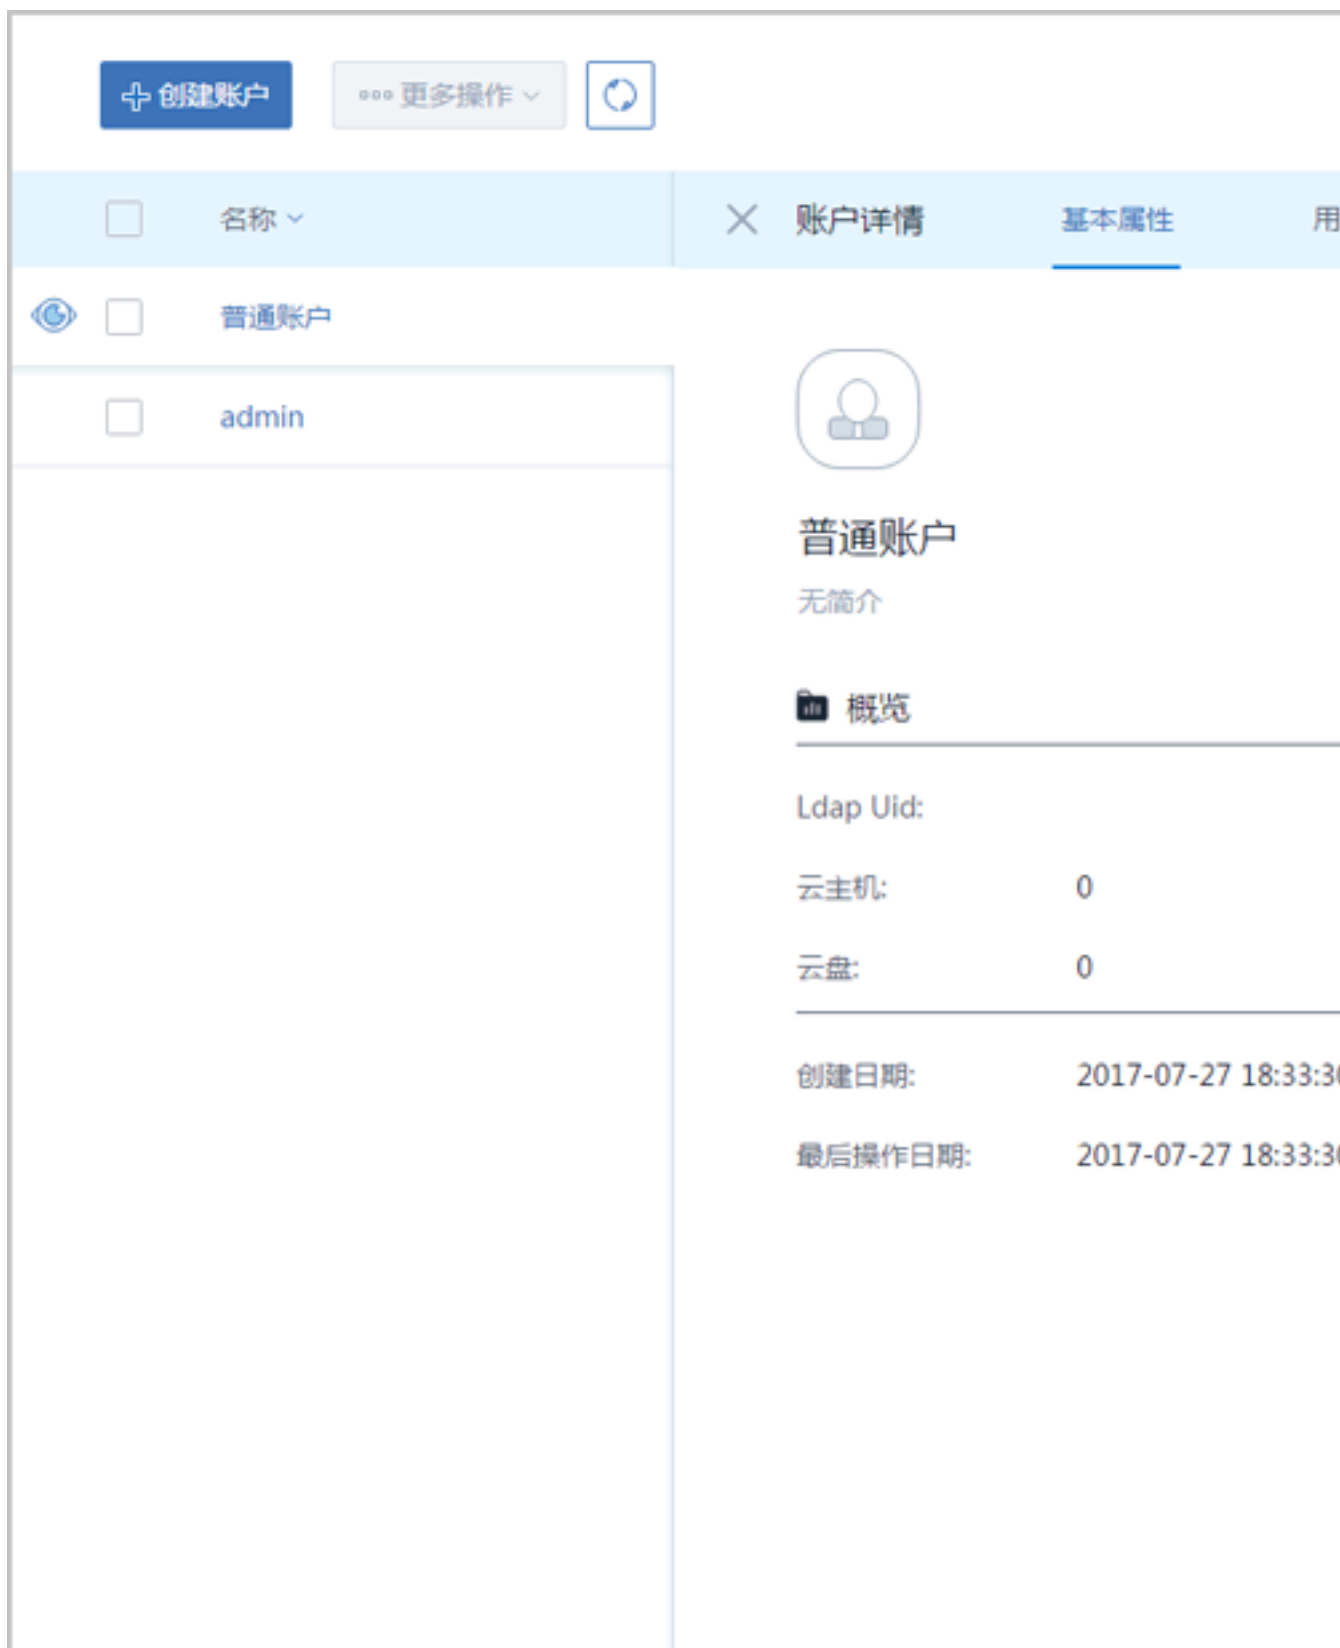 创建账户
更多操作
名称
普通账户
admin
账户详情 基本属性 用
普通账户
无简介
概览
Ldap Uid:
云主机: 0
云盘: 0
创建日期: 2017-07-27 18:33:30
最后操作日期: 2017-07-27 18:33:30